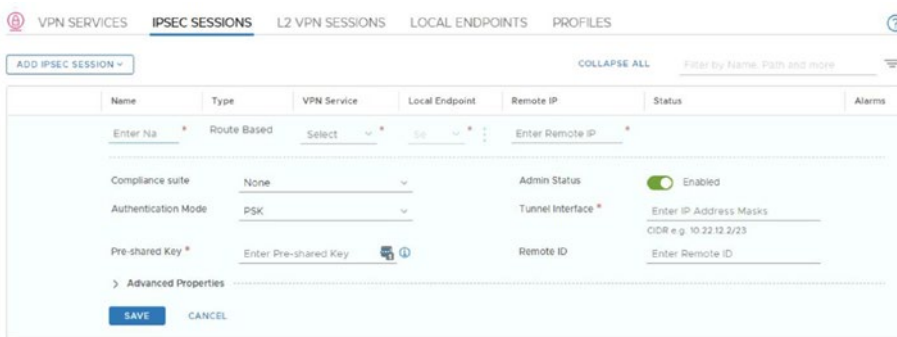 VPN SERVICES IPSEC SESSIONS L2 VPN SESSIONS LOCAL ENDPOINTS PROFILES ?
ADD IPSEC SESSION COLLAPSE ALL Filter by Name, Path and more
Name Type VPN Service Local Endpoint Remote IP Status Alarms
Enter Na * Route Based Select * Se * Enter Remote IP *
Compliance suite None Admin Status Enabled
Authentication Mode PSK Tunnel Interface * Enter IP Address Masks
CIDR e.g. 10.22.12.2/23
Pre-shared Key * Enter Pre-shared Key Remote ID Enter Remote ID
> Advanced Properties
SAVE CANCEL